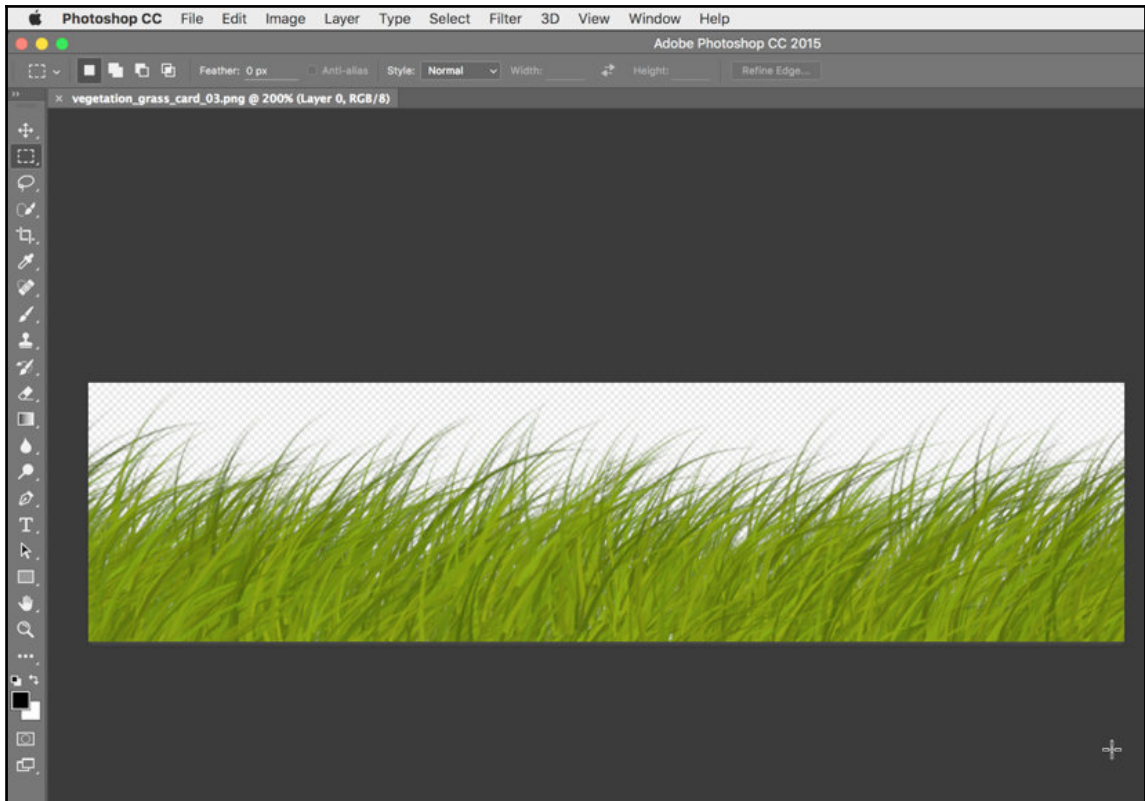 Photoshop CC File Edit Image Layer Type Select Filter 3D View Window Help
Adobe Photoshop CC 2015
Feather: 0 px Anti-alias Style: Normal Width: Height: Refine Edge...
× vegetation_grass_card_03.png @ 200% (Layer 0, RGB/8)